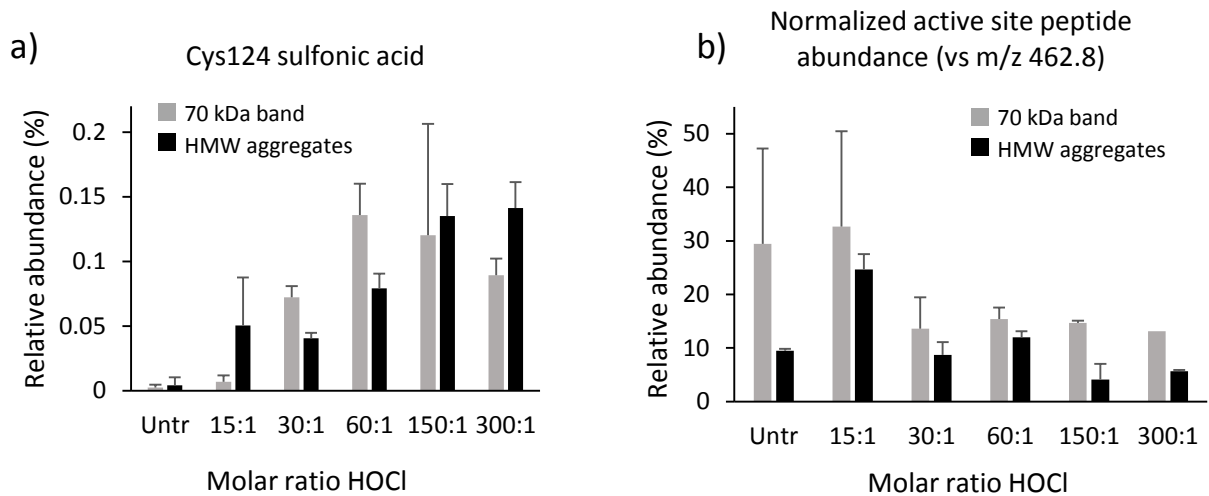 a)
Cys124 sulfonic acid
70 kDa band
HMW aggregates
Relative abundance (%)
0.2
0.15
0.1
0.05
0
Untr 15:1 30:1 60:1 150:1 300:1
Molar ratio HOCl
b)
Normalized active site peptide
abundance (vs m/z 462.8)
70 kDa band
HMW aggregates
Relative abundance (%)
50
40
30
20
10
0
Untr 15:1 30:1 60:1 150:1 300:1
Molar ratio HOCl